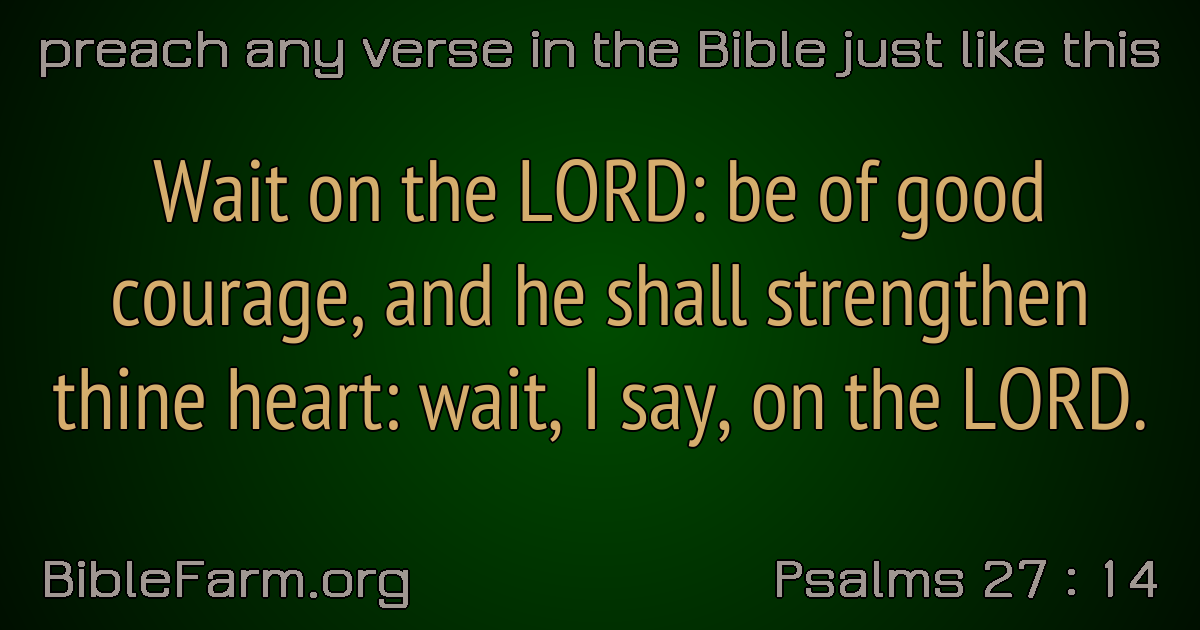 preach any verse in the Bible just like this
Wait on the LORD: be of good
courage, and he shall strengthen
thine heart: wait, I say, on the LORD.
BibleFarm.org
Psalms 27 : 14